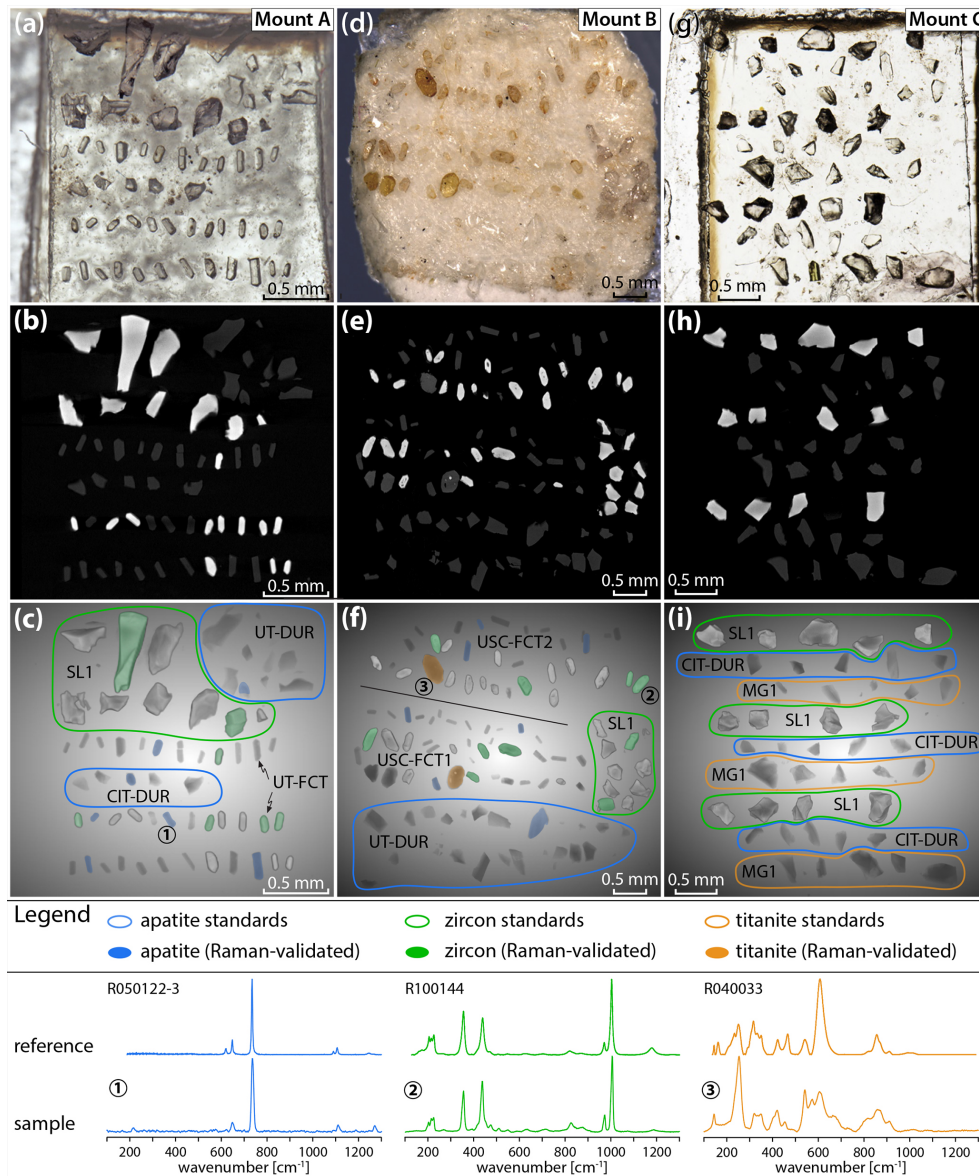 (a) Mount A
(d) Mount B
(g) Mount C
0.5 mm
0.5 mm
0.5 mm
(b)
(e)
(h)
0.5 mm
0.5 mm
0.5 mm
(c)
UT-DUR
SL1
UT-FCT
CIT-DUR
①
0.5 mm
(f)
USC-FCT2
③
②
SL1
USC-FCT1
UT-DUR
0.5 mm
(i)
SL1
CIT-DUR
MG1
SL1
CIT-DUR
MG1
SL1
CIT-DUR
MG1
0.5 mm
Legend
apatite standards
zircon standards
titanite standards
apatite (Raman-validated)
zircon (Raman-validated)
titanite (Raman-validated)
R050122-3
R100144
R040033
reference
① ② ③
sample
200 400 600 800 1000 1200
200 400 600 800 1000 1200
200 400 600 800 1000 1200
wavenumber [cm⁻¹]
wavenumber [cm⁻¹]
wavenumber [cm⁻¹]